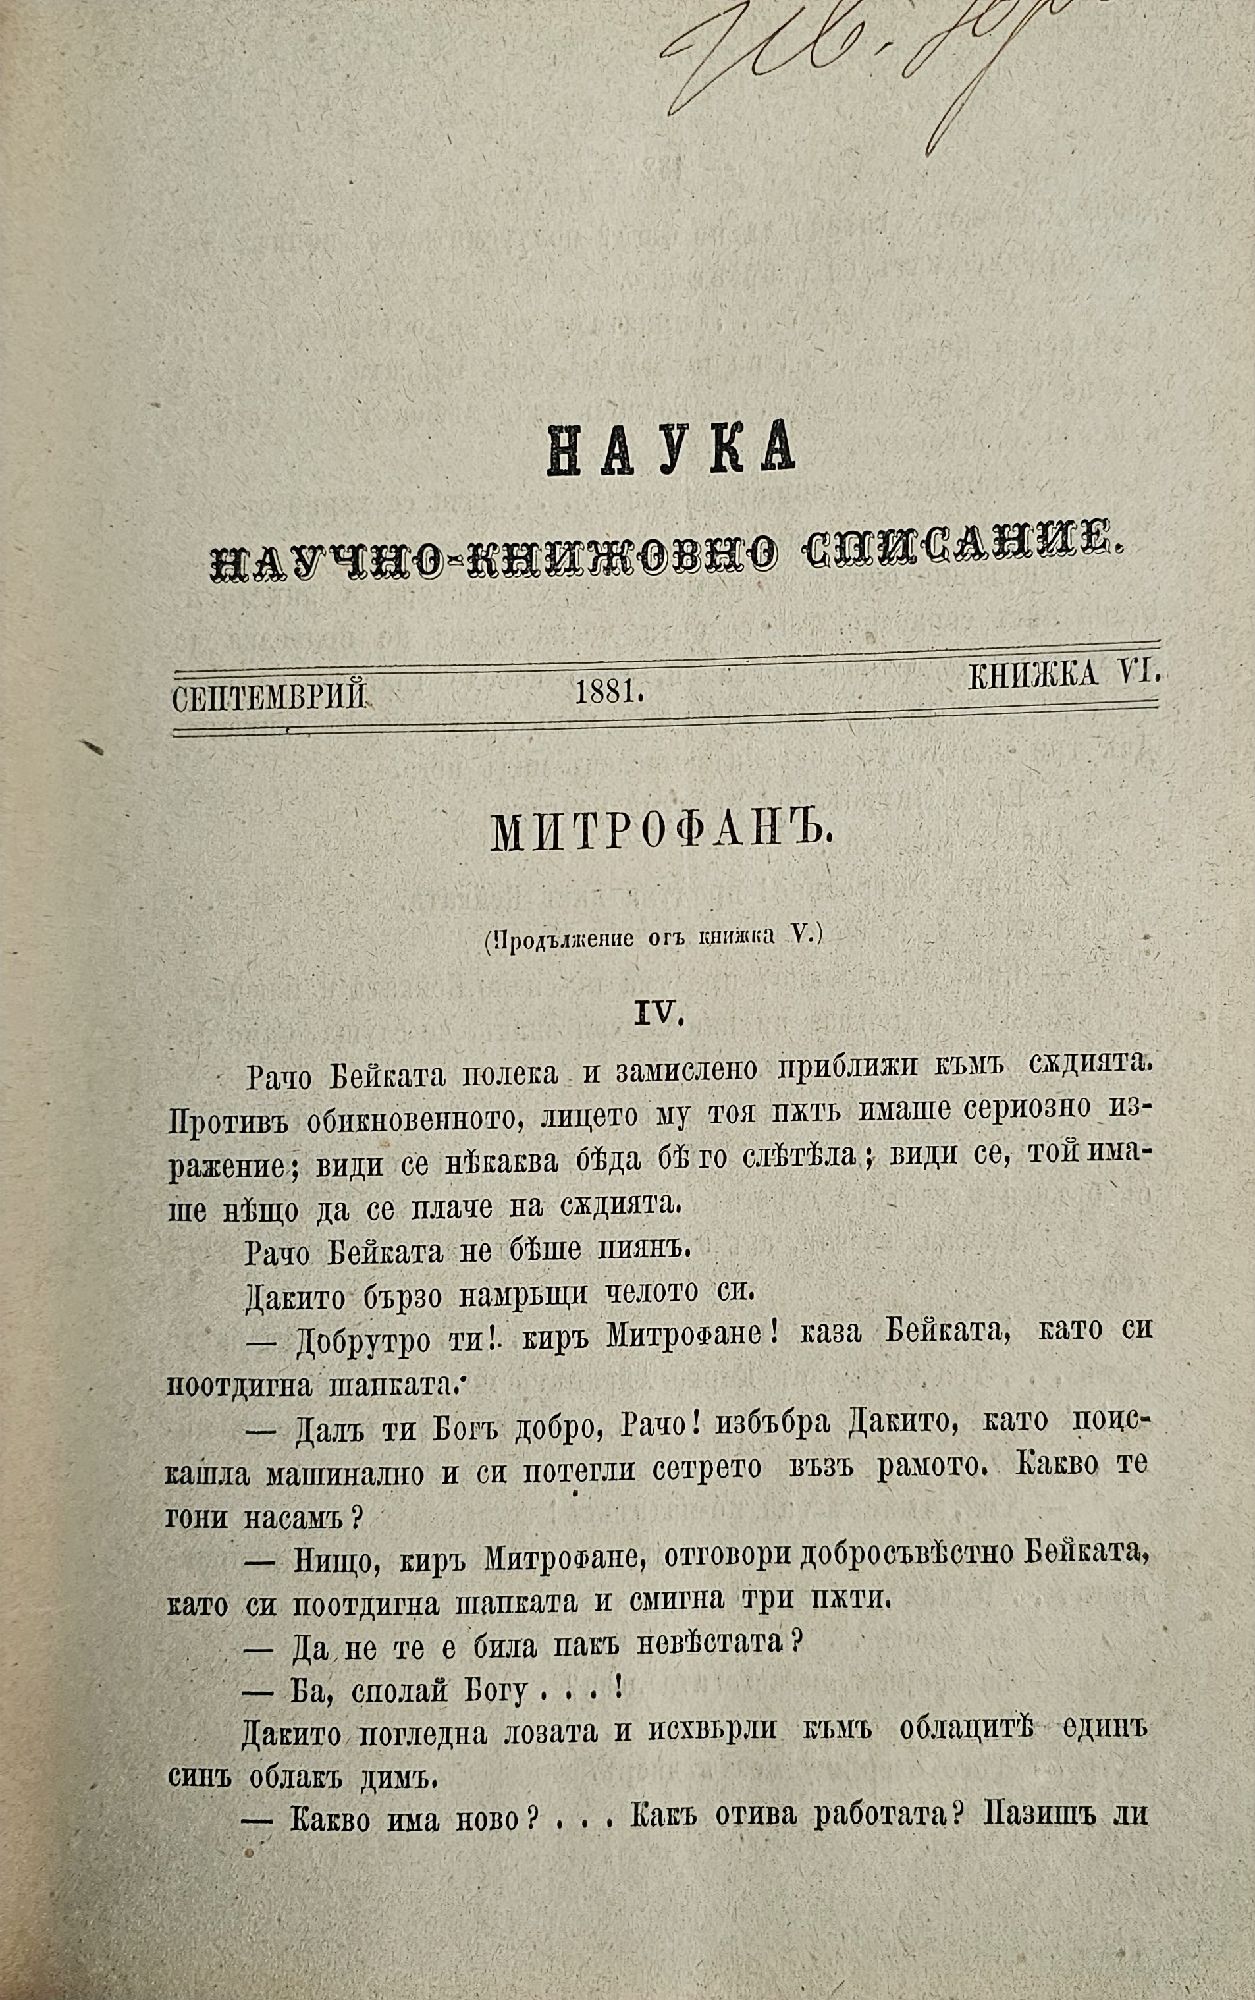 Ив.
НАУКА
НАУЧНО-КНИЖОВНО СПИСАНИЕ.
СЕПТЕМВРИЙ 1881. КНИЖКА VI.
МИТРОФАНЪ.
(Продължение отъ книжка V.)
IV.
Рачо Бейката полека и замислено приближи къмъ сѫдията.
Противъ обикновенното, лицето му тоя пѫть имаше сериозно из-
ражение; види се нѣкаква бѣда бѣ го слѣтѣла; види се, той има-
ше нѣщо да се плаче на сѫдията.
Рачо Бейката не бѣше пиянъ.
Дакито бързо намръщи челото си.
— Добрутро ти! киръ Митрофане! каза Бейката, като си
поотдигна шапката.
— Далъ ти Богъ добро, Рачо! избъбра Дакито, като поис-
кашла машинално и си потегли сетрето възъ рамото. Какво те
гони насамъ?
— Нищо, киръ Митрофане, отговори добросъвѣстно Бейката,
като си поотдигна шапката и смигна три пѫти.
— Да не те е била пакъ невѣстата?
— Ба, сполай Богу . . . !
Дакито погледна лозата и исхвърли къмъ облацитѣ единъ
синъ облакъ димъ.
— Какво има ново? . . . Какъ отива работата? Пазишъ ли